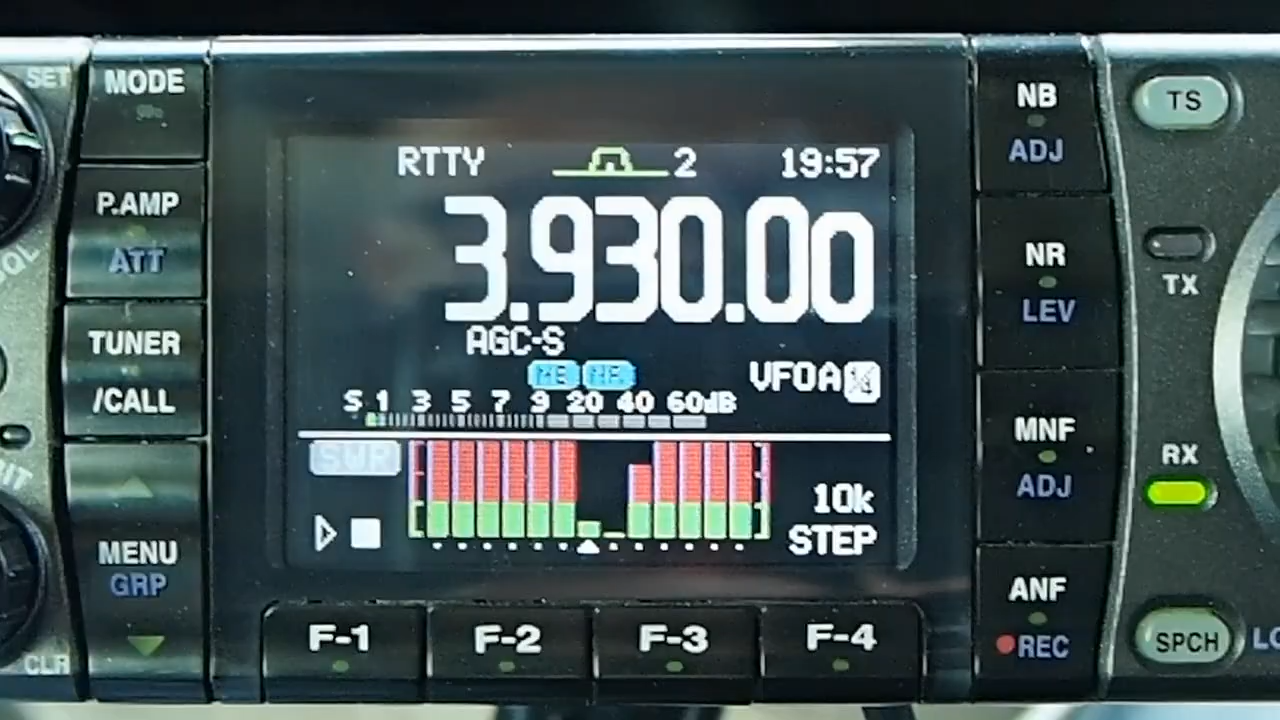 SET
MODE
NB
ADJ
TS
RTTY 2 19:57
P.AMP
ATT
3.930.00
NR
LEV
TX
SQL
AGC-S
TUNER
/CALL
VFOA
S 1 3 5 7 9 20 40 60dB
SWR
MNF
ADJ
RX
10k
STEP
MENU
GRP
ANF
REC
F-1 F-2 F-3 F-4
SPCH
CLR